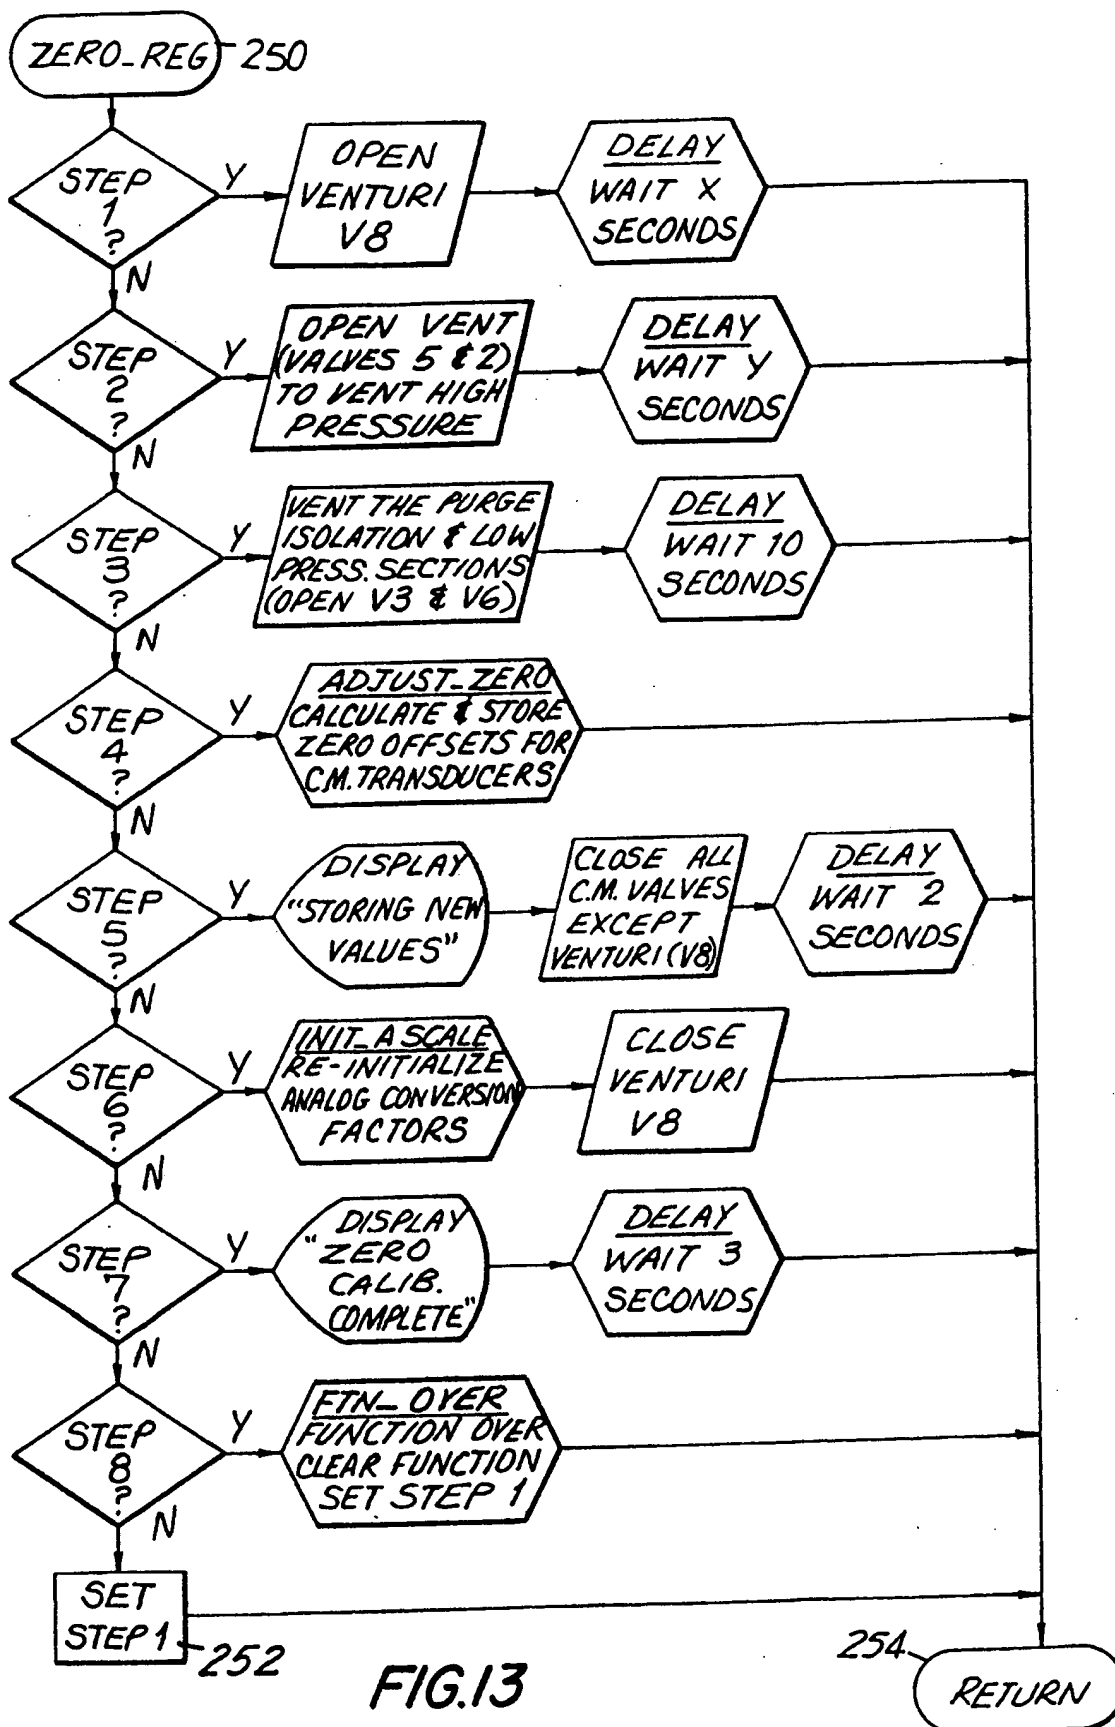 ZERO_REG 250
STEP
1
?
Y
N
OPEN
VENTURI
V8
DELAY
WAIT X
SECONDS
STEP
2
?
Y
N
OPEN VENT
(VALVES 5 & 2)
TO VENT HIGH
PRESSURE
DELAY
WAIT Y
SECONDS
STEP
3
?
Y
N
VENT THE PURGE
ISOLATION & LOW
PRESS. SECTIONS
(OPEN V3 & V6)
DELAY
WAIT 10
SECONDS
STEP
4
?
Y
N
ADJUST_ZERO
CALCULATE & STORE
ZERO OFFSETS FOR
C.M. TRANSDUCERS
STEP
5
?
Y
N
DISPLAY
"STORING NEW
VALUES"
CLOSE ALL
C.M. VALVES
EXCEPT
VENTURI (V8)
DELAY
WAIT 2
SECONDS
STEP
6
?
Y
N
INIT_A SCALE
RE-INITIALIZE
ANALOG CONVERSION
FACTORS
CLOSE
VENTURI
V8
STEP
7
?
Y
N
DISPLAY
"ZERO
CALIB.
COMPLETE"
DELAY
WAIT 3
SECONDS
STEP
8
?
Y
N
FTN_OVER
FUNCTION OVER
CLEAR FUNCTION
SET STEP 1
SET
STEP 1
252
FIG.13
254
RETURN